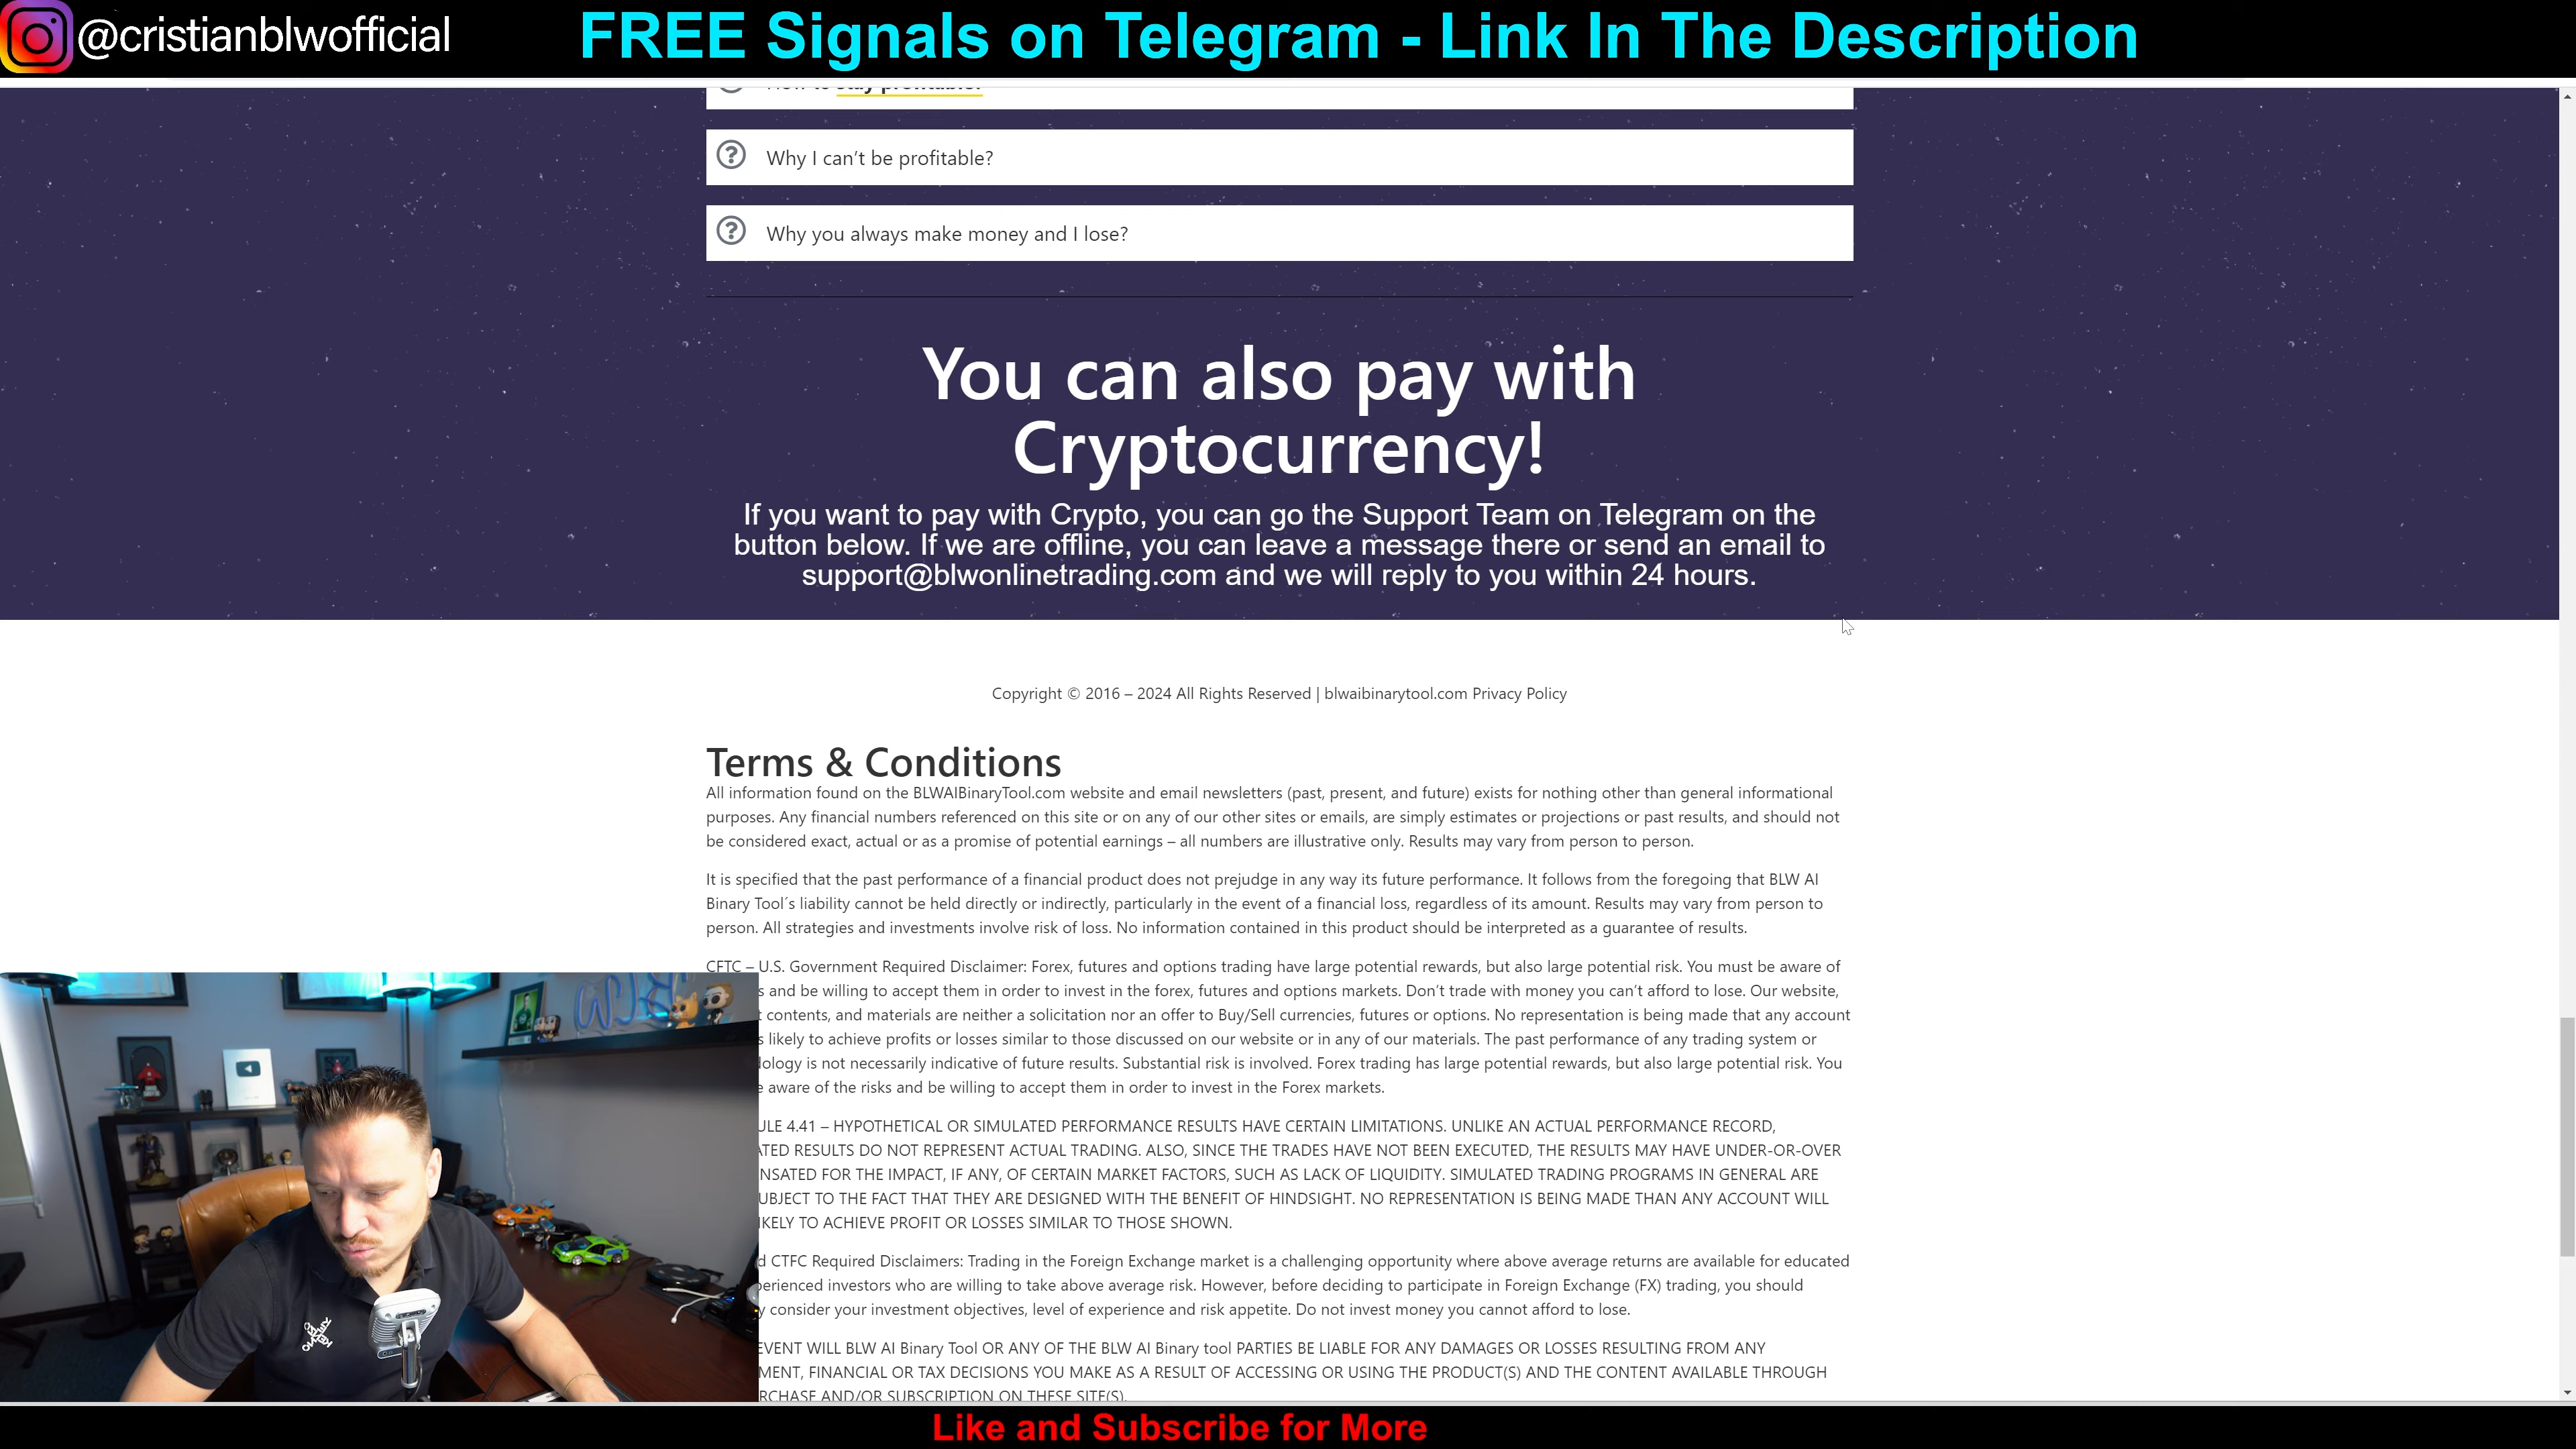 @cristianblwofficial
FREE Signals on Telegram - Link In The Description
How to stay profitable?
Why I can't be profitable?
Why you always make money and I lose?
You can also pay with
Cryptocurrency!
If you want to pay with Crypto, you can go the Support Team on Telegram on the
button below. If we are offline, you can leave a message there or send an email to
support@blwonlinetrading.com and we will reply to you within 24 hours.
Copyright © 2016 – 2024 All Rights Reserved | blwaibinarytool.com Privacy Policy
Terms & Conditions
All information found on the BLWAIBinaryTool.com website and email newsletters (past, present, and future) exists for nothing other than general informational
purposes. Any financial numbers referenced on this site or on any of our other sites or emails, are simply estimates or projections or past results, and should not
be considered exact, actual or as a promise of potential earnings – all numbers are illustrative only. Results may vary from person to person.
It is specified that the past performance of a financial product does not prejudge in any way its future performance. It follows from the foregoing that BLW AI
Binary Tool´s liability cannot be held directly or indirectly, particularly in the event of a financial loss, regardless of its amount. Results may vary from person to
person. All strategies and investments involve risk of loss. No information contained in this product should be interpreted as a guarantee of results.
CFTC – U.S. Government Required Disclaimer: Forex, futures and options trading have large potential rewards, but also large potential risk. You must be aware of
s and be willing to accept them in order to invest in the forex, futures and options markets. Don't trade with money you can't afford to lose. Our website,
t contents, and materials are neither a solicitation nor an offer to Buy/Sell currencies, futures or options. No representation is being made that any account
s likely to achieve profits or losses similar to those discussed on our website or in any of our materials. The past performance of any trading system or
dology is not necessarily indicative of future results. Substantial risk is involved. Forex trading has large potential rewards, but also large potential risk. You
e aware of the risks and be willing to accept them in order to invest in the Forex markets.
ULE 4.41 – HYPOTHETICAL OR SIMULATED PERFORMANCE RESULTS HAVE CERTAIN LIMITATIONS. UNLIKE AN ACTUAL PERFORMANCE RECORD,
ATED RESULTS DO NOT REPRESENT ACTUAL TRADING. ALSO, SINCE THE TRADES HAVE NOT BEEN EXECUTED, THE RESULTS MAY HAVE UNDER-OR-OVER
NSATED FOR THE IMPACT, IF ANY, OF CERTAIN MARKET FACTORS, SUCH AS LACK OF LIQUIDITY. SIMULATED TRADING PROGRAMS IN GENERAL ARE
UBJECT TO THE FACT THAT THEY ARE DESIGNED WITH THE BENEFIT OF HINDSIGHT. NO REPRESENTATION IS BEING MADE THAN ANY ACCOUNT WILL
IKELY TO ACHIEVE PROFIT OR LOSSES SIMILAR TO THOSE SHOWN.
d CTFC Required Disclaimers: Trading in the Foreign Exchange market is a challenging opportunity where above average returns are available for educated
perienced investors who are willing to take above average risk. However, before deciding to participate in Foreign Exchange (FX) trading, you should
y consider your investment objectives, level of experience and risk appetite. Do not invest money you cannot afford to lose.
EVENT WILL BLW AI Binary Tool OR ANY OF THE BLW AI Binary tool PARTIES BE LIABLE FOR ANY DAMAGES OR LOSSES RESULTING FROM ANY
MENT, FINANCIAL OR TAX DECISIONS YOU MAKE AS A RESULT OF ACCESSING OR USING THE PRODUCT(S) AND THE CONTENT AVAILABLE THROUGH
RCHASE AND/OR SUBSCRIPTION ON THESE SITE(S).
BLW
Like and Subscribe for More